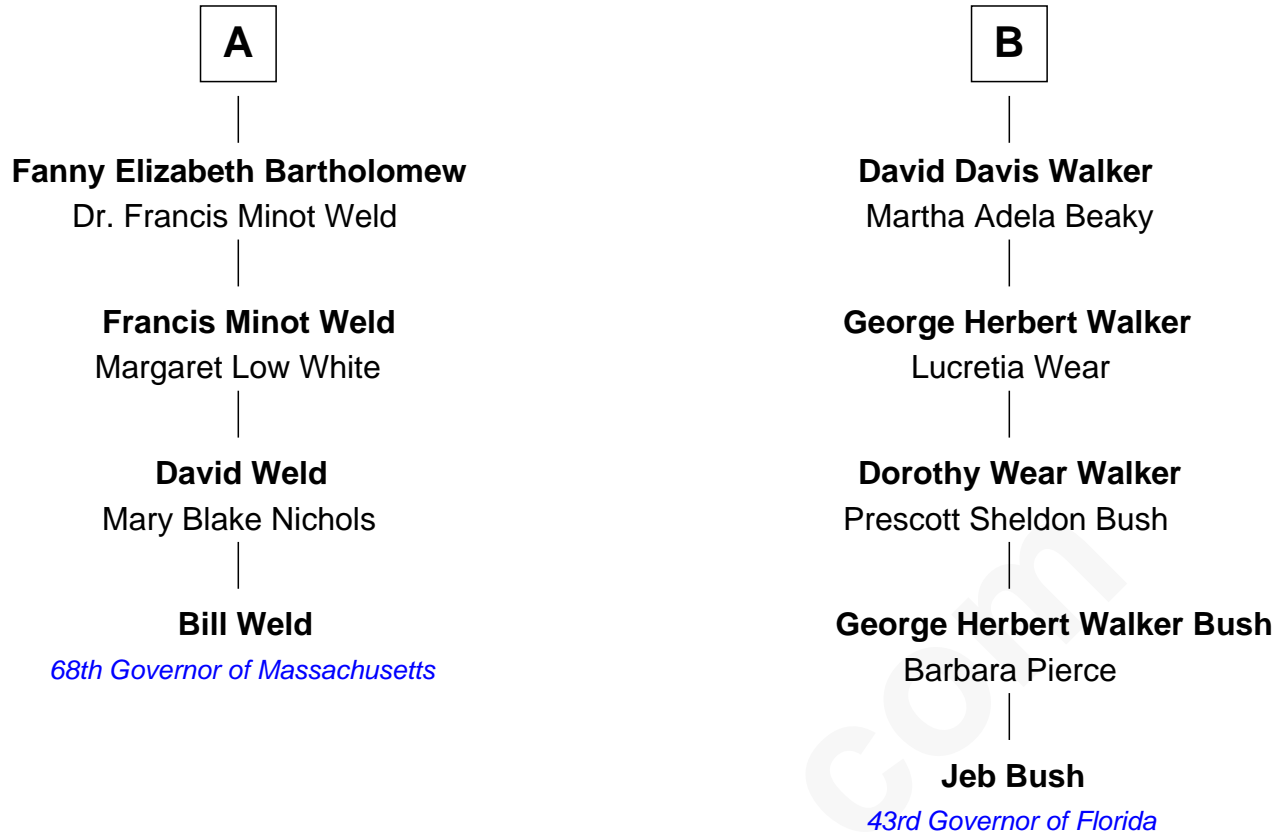 A
Fanny Elizabeth Bartholomew
Dr. Francis Minot Weld
Francis Minot Weld
Margaret Low White
David Weld
Mary Blake Nichols
Bill Weld
68th Governor of Massachusetts
B
David Davis Walker
Martha Adela Beaky
George Herbert Walker
Lucretia Wear
Dorothy Wear Walker
Prescott Sheldon Bush
George Herbert Walker Bush
Barbara Pierce
Jeb Bush
43rd Governor of Florida
com